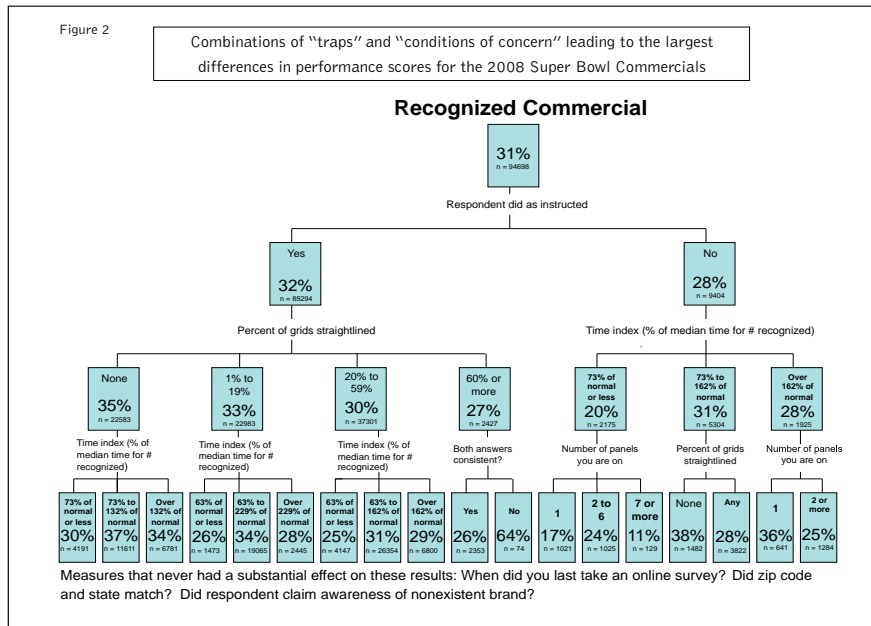 Figure 2
Combinations of “traps” and “conditions of concern” leading to the largest
differences in performance scores for the 2008 Super Bowl Commercials
Recognized Commercial
31%
n = 94698
Respondent did as instructed
Yes
32%
n = 85294
No
28%
n = 9404
Percent of grids straightlined
Time index (% of median time for # recognized)
None
35%
n = 22583
1% to
19%
33%
n = 22983
20% to
59%
30%
n = 37301
60% or
more
27%
n = 2427
73% of
normal
or less
20%
n = 2175
73% to
162% of
normal
31%
n = 5304
Over
162% of
normal
28%
n = 1925
Time index (% of
median time for #
recognized)
Time index (% of
median time for #
recognized)
Time index (% of
median time for #
recognized)
Both answers
consistent?
Number of panels
you are on
Percent of grids
straightlined
Number of panels
you are on
73% of
normal
or less
30%
n = 4191
73% to
132% of
normal
37%
n = 11611
Over
132% of
normal
34%
n = 6781
63% of
normal
or less
26%
n = 1473
63% to
229% of
normal
34%
n = 19065
Over
229% of
normal
28%
n = 2445
63% of
normal
or less
25%
n = 4147
63% to
162% of
normal
31%
n = 26354
Over
162% of
normal
29%
n = 6800
Yes
26%
n = 2353
No
64%
n = 74
1
17%
n = 1021
2 to
6
24%
n = 1025
7 or
more
11%
n = 129
None
38%
n = 1482
Any
28%
n = 3822
1
36%
n = 641
2 or
more
25%
n = 1284
Measures that never had a substantial effect on these results: When did you last take an online survey? Did zip code
and state match? Did respondent claim awareness of nonexistent brand?